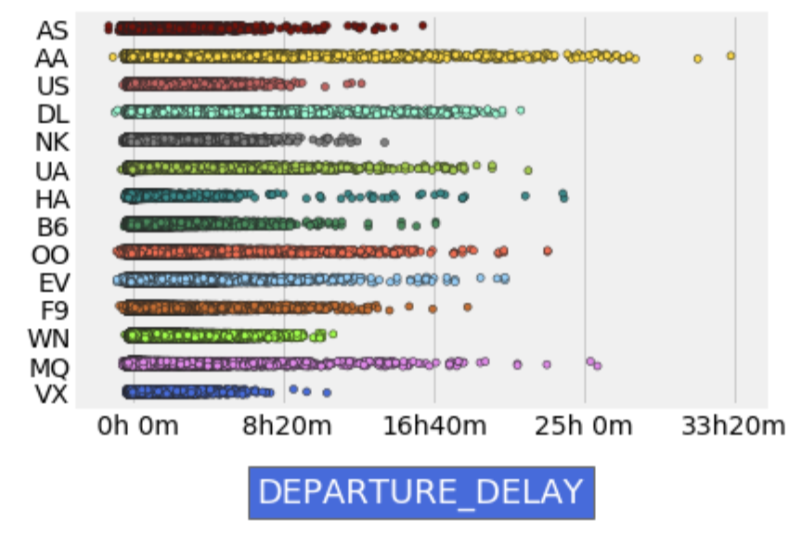 AS
AA
US
DL
NK
UA
HA
B6
OO
EV
F9
WN
MQ
VX
0h 0m 8h20m 16h40m 25h 0m 33h20m
DEPARTURE_DELAY